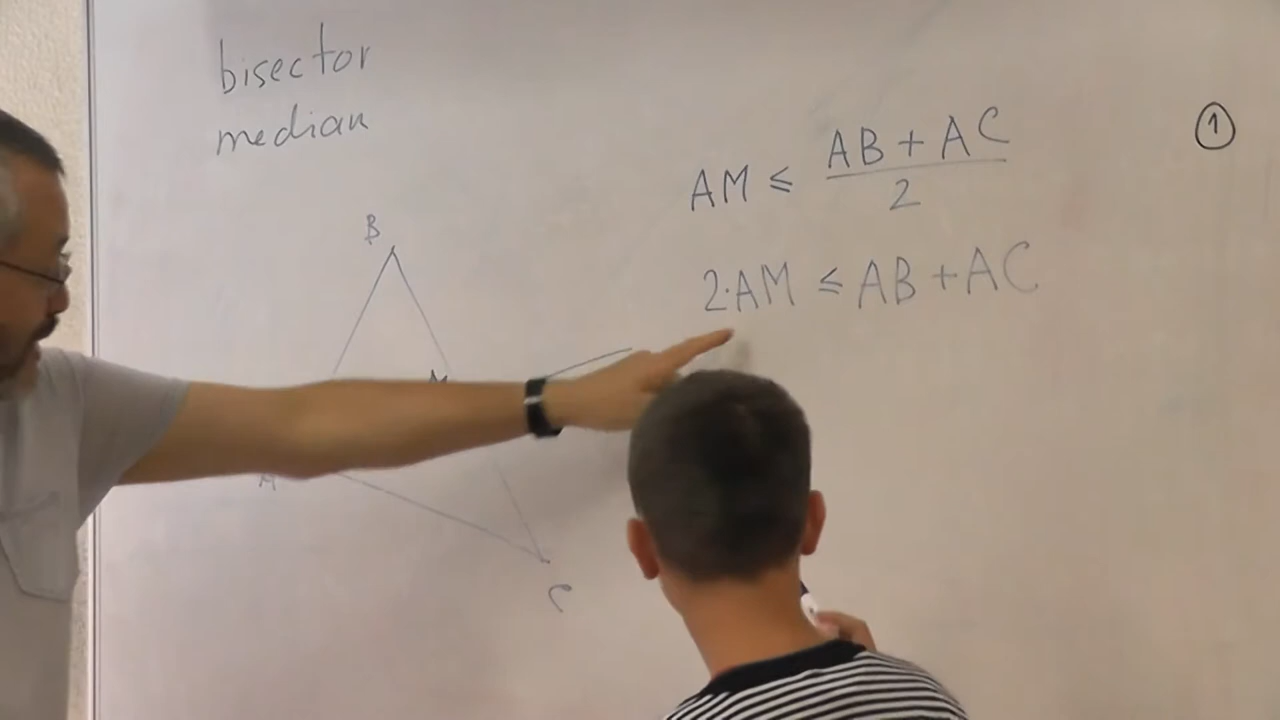 bisector
median
AM ≤ (AB + AC)/2
①
2·AM ≤ AB + AC
B
M
A
C